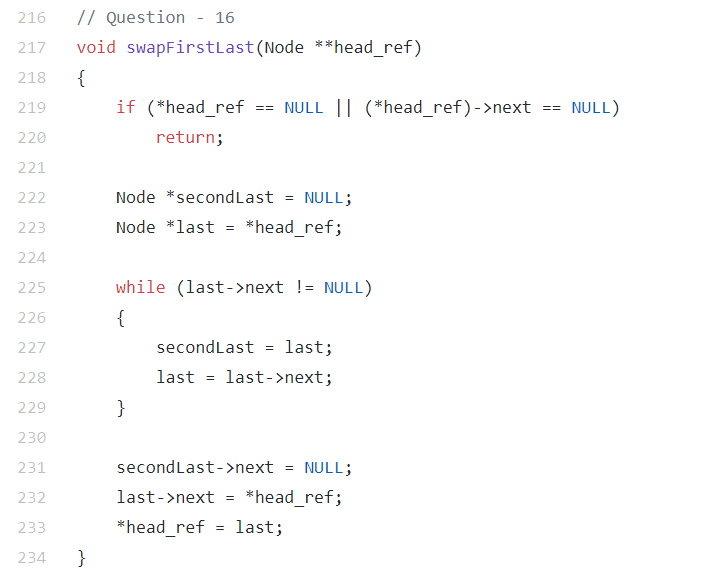 216 // Question - 16
217 void swapFirstLast(Node **head_ref)
218 {
219     if (*head_ref == NULL || (*head_ref)->next == NULL)
220         return;
221
222     Node *secondLast = NULL;
223     Node *last = *head_ref;
224
225     while (last->next != NULL)
226     {
227         secondLast = last;
228         last = last->next;
229     }
230
231     secondLast->next = NULL;
232     last->next = *head_ref;
233     *head_ref = last;
234 }